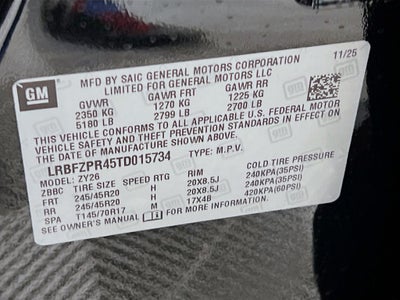 GM
MFD BY SAIC GENERAL MOTORS CORPORATION 11/25
LIMITED FOR GENERAL MOTORS LLC
GVWR GAWR FRT GAWR RR
2350 KG 1270 KG 1225 KG
5180 LB 2799 LB 2700 LB
THIS VEHICLE CONFORMS TO ALL APPLICABLE U.S. FEDERAL MOTOR
VEHICLE SAFETY AND THEFT PREVENTION STANDARDS IN EFFECT ON
THE DATE OF MANUFACTURE SHOWN ABOVE.
LRBFZPR45TD015734 TYPE: M.P.V.
MODEL: ZY26
ZBBG TIRE SIZE SPEED RTG RIM COLD TIRE PRESSURE
FRT 245/45R20 H 20X8.5J 240KPA(35PSI)
RR 245/45R20 H 20X8.5J 240KPA(35PSI)
SPA T145/70R17 M 17X4B 420KPA(60PSI)
SEE OWNER'S MANUAL FOR ADDITIONAL INFORMATION.